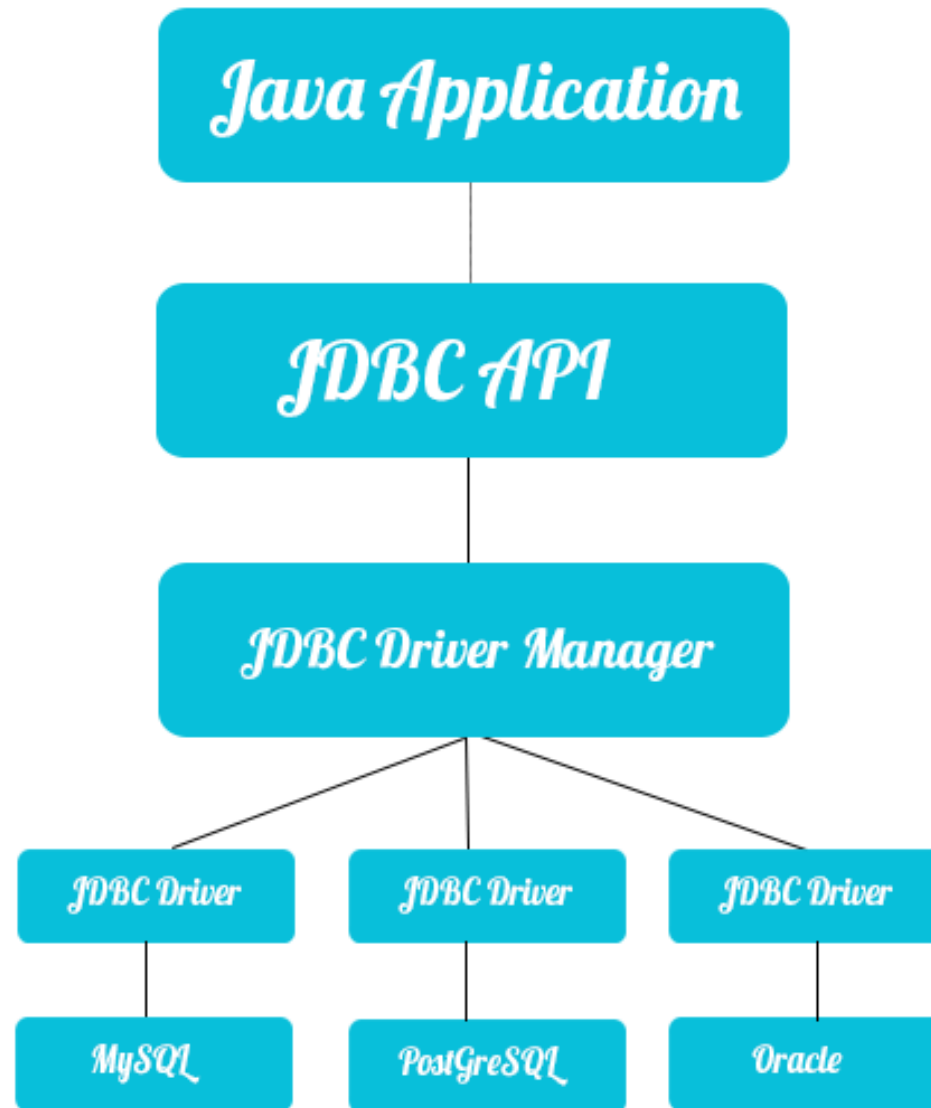 Java Application
JDBC API
JDBC Driver Manager
JDBC Driver
JDBC Driver
JDBC Driver
MySQL
PostGreSQL
Oracle